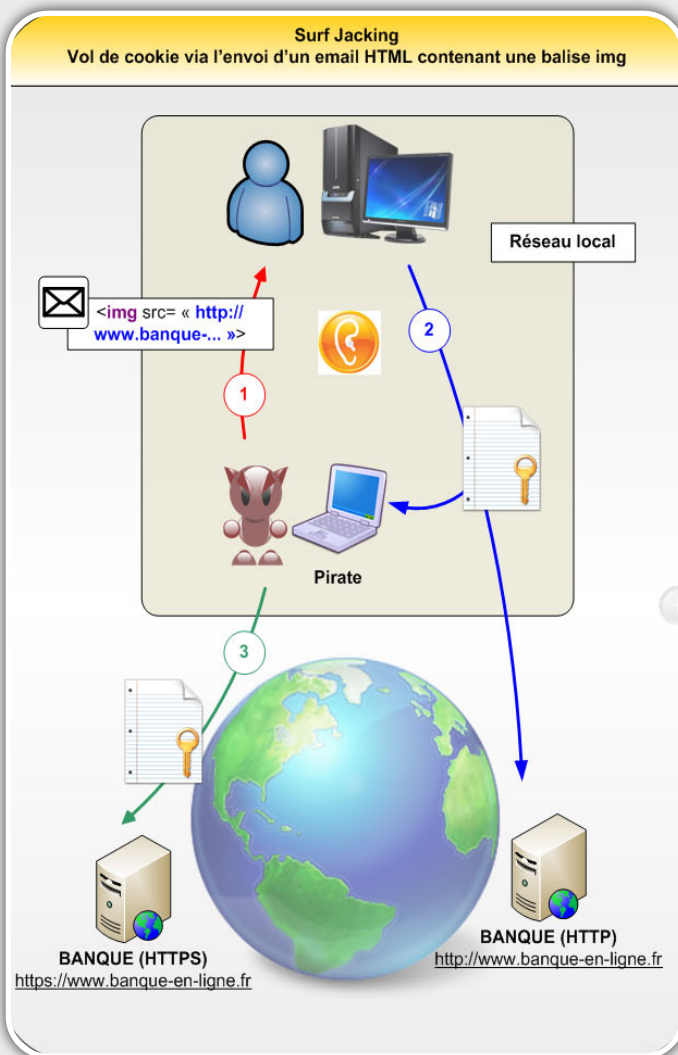 Surf Jacking
Vol de cookie via l'envoi d'un email HTML contenant une balise img
Réseau local
<img src= « http://
www.banque-... »>
2
1
Pirate
3
BANQUE (HTTPS)
https://www.banque-en-ligne.fr
BANQUE (HTTP)
http://www.banque-en-ligne.fr